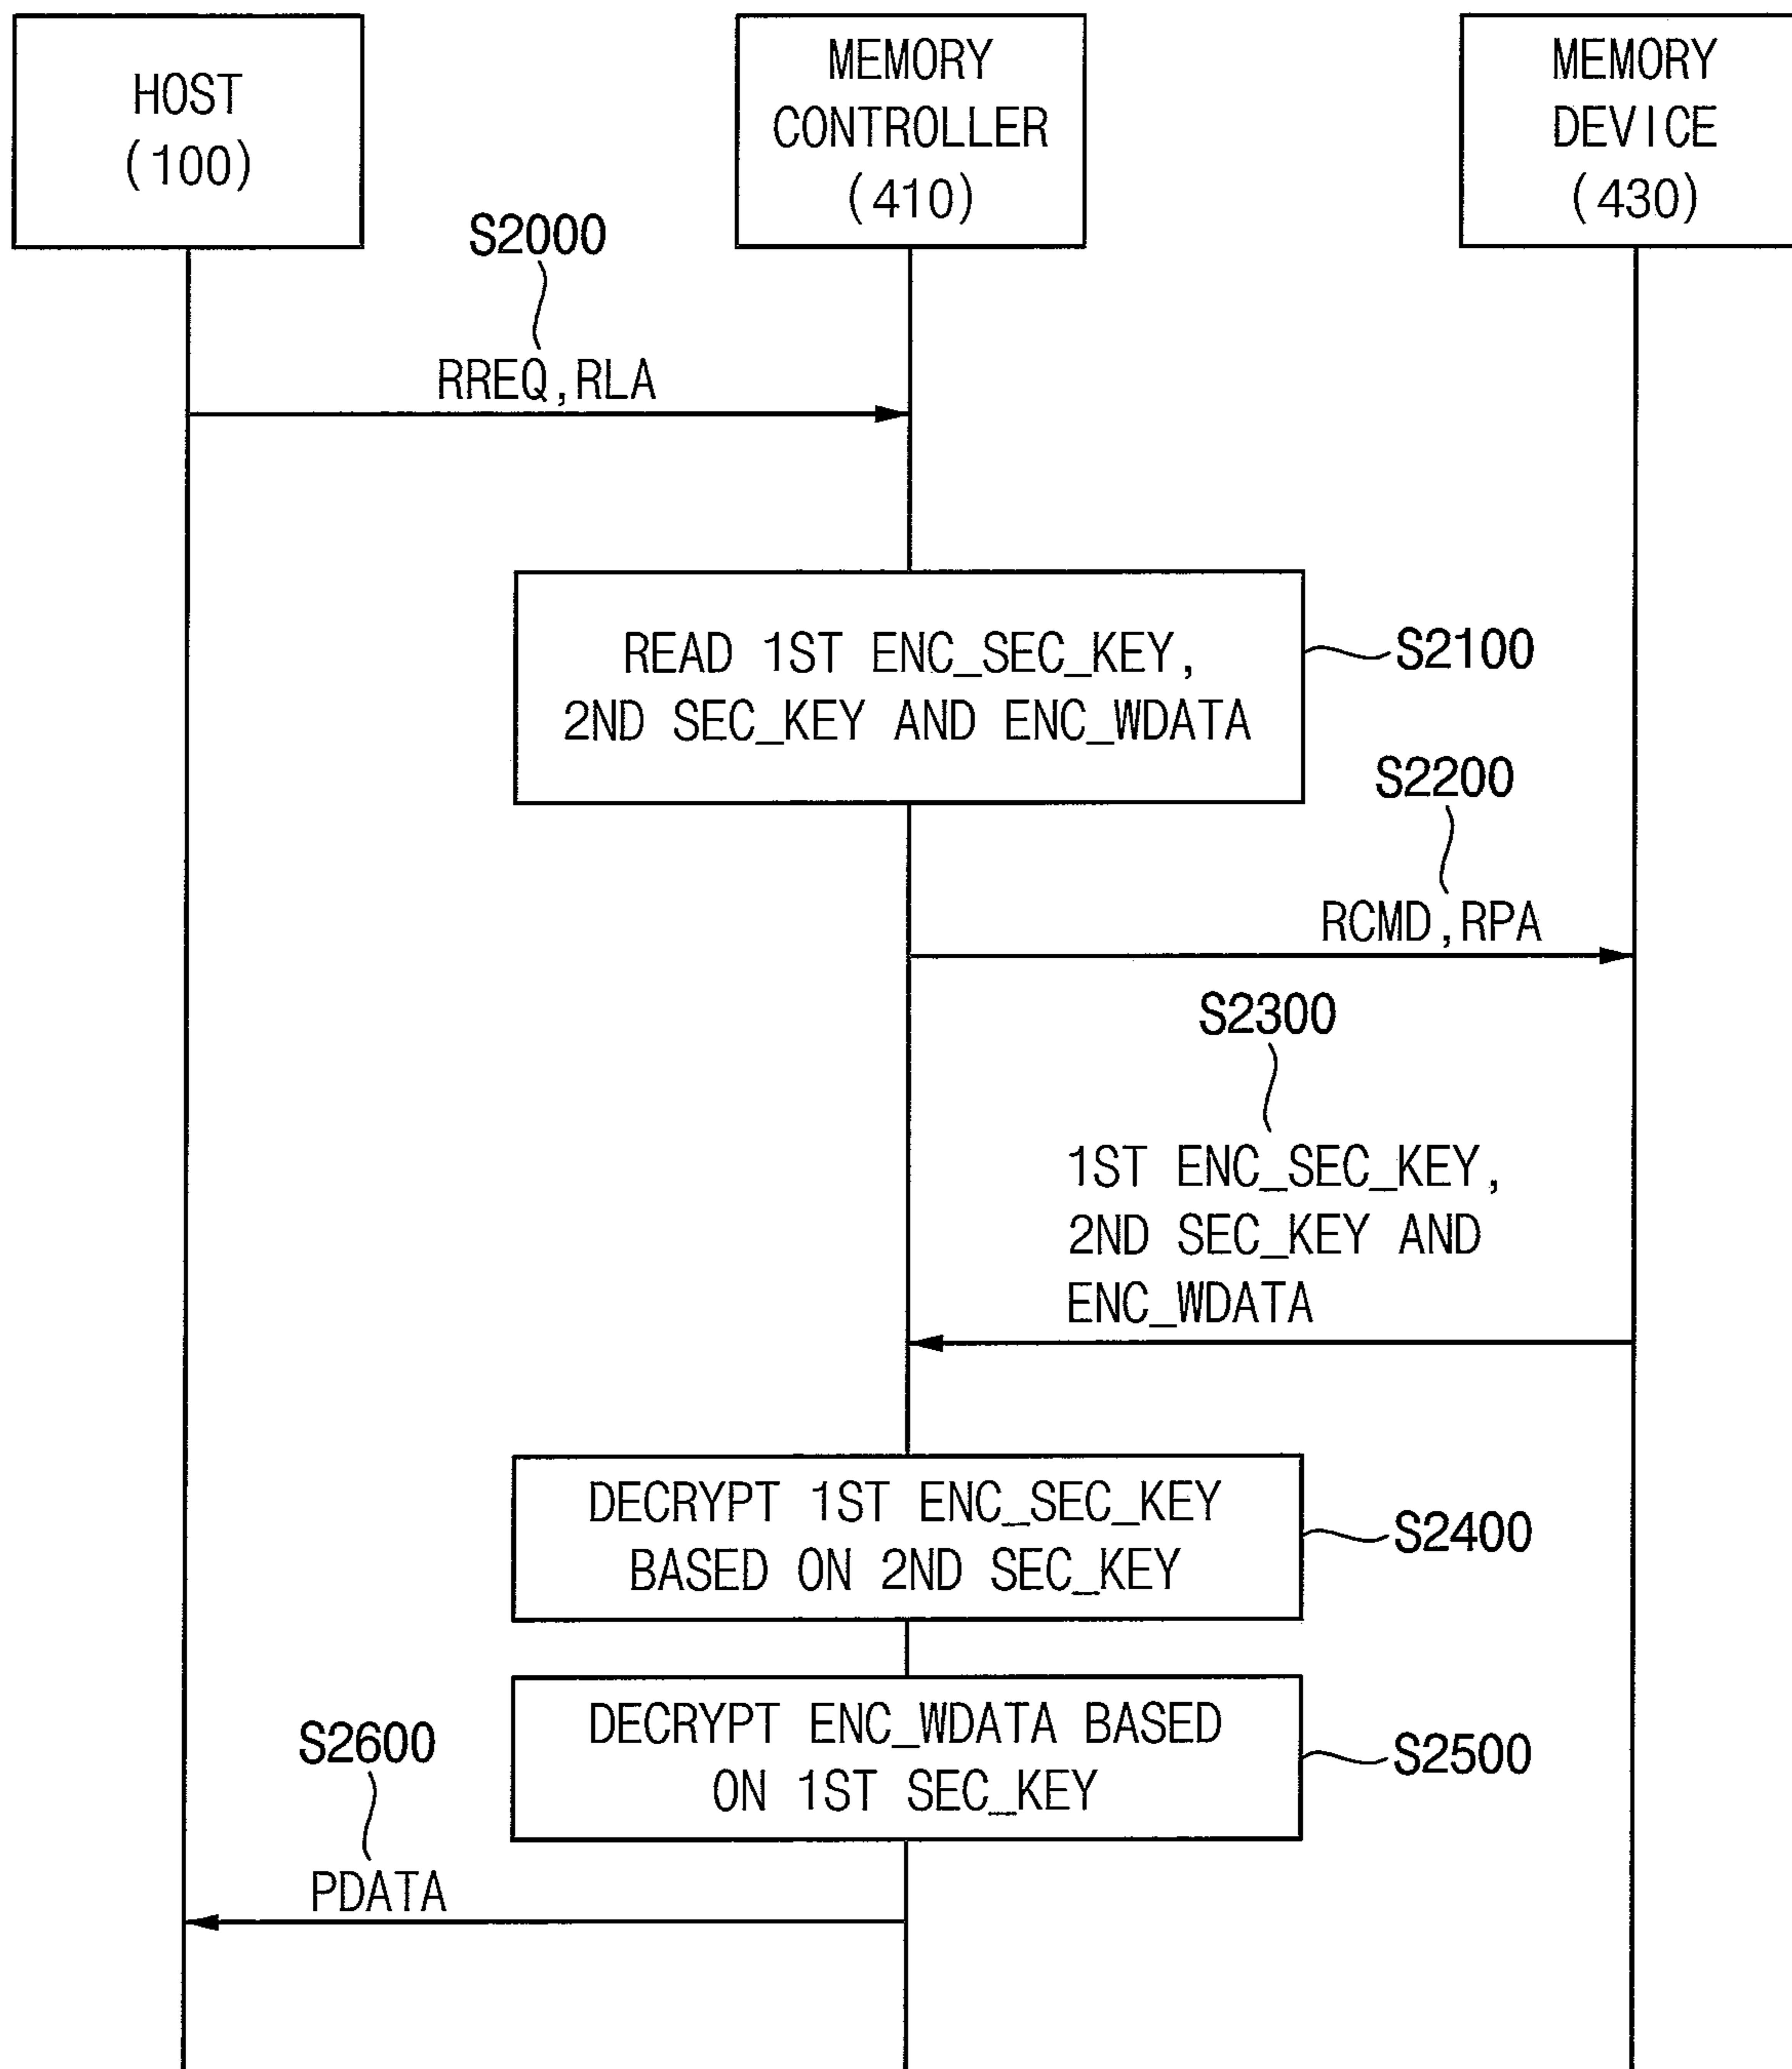 HOST
(100)
MEMORY
CONTROLLER
(410)
MEMORY
DEVICE
(430)
S2000
RREQ,RLA
READ 1ST ENC_SEC_KEY,
2ND SEC_KEY AND ENC_WDATA
S2100
S2200
RCMD,RPA
S2300
1ST ENC_SEC_KEY,
2ND SEC_KEY AND
ENC_WDATA
DECRYPT 1ST ENC_SEC_KEY
BASED ON 2ND SEC_KEY
S2400
DECRYPT ENC_WDATA BASED
ON 1ST SEC_KEY
S2500
S2600
PDATA